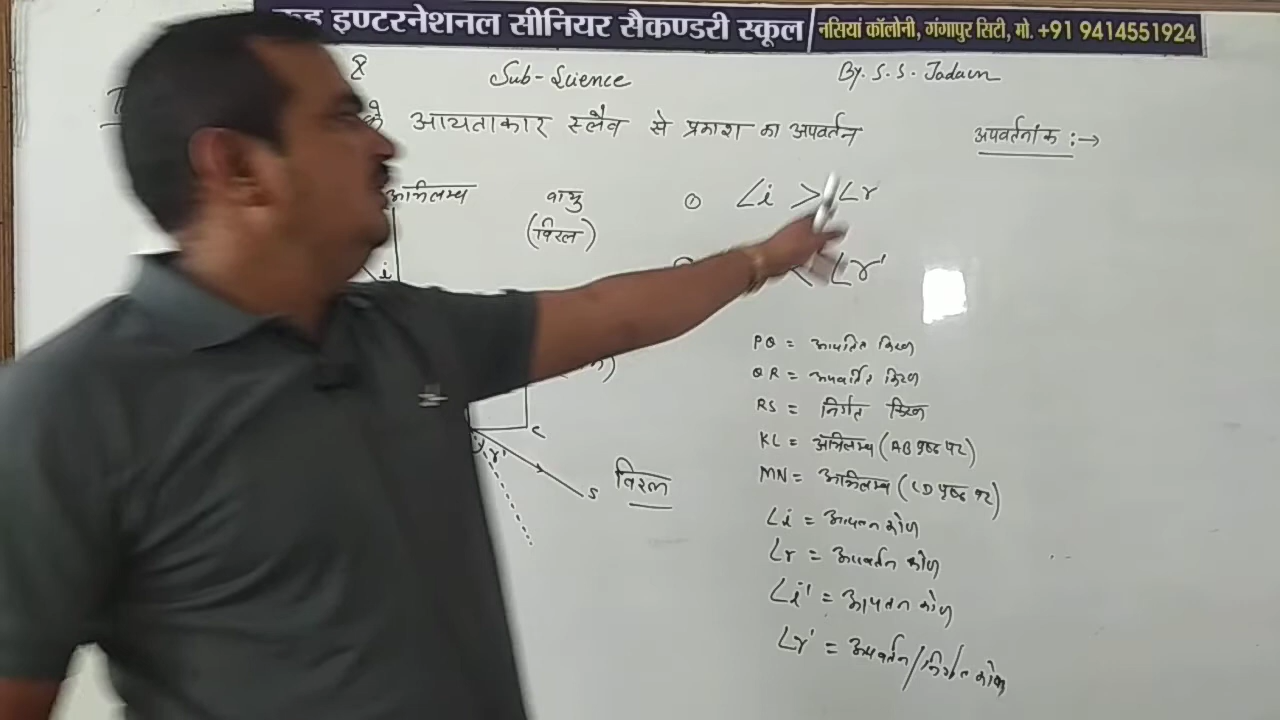 इण्टरनेशनल सीनियर सैकण्डरी स्कूल नसियां कॉलोनी, गंगापुर सिटी, मो. +91 9414551924
8 Sub-Science By. S. S. Jadaun
के आयताकार स्लैब से प्रकाश का अपवर्तन
अपवर्तनांक :→
अभिलम्ब
वायु
(विरल)
① ∠i > ∠r
∠r'
i
C
r'
S
विरल
PQ = आपतित किरण
QR = अपवर्तित किरण
RS = निर्गत किरण
KL = अभिलम्ब (AB पृष्ठ पर)
MN = अभिलम्ब (CD पृष्ठ पर)
∠i = आपतन कोण
∠r = अपवर्तन कोण
∠i' = आपतन कोण
∠r' = अपवर्तन/निर्गत कोण